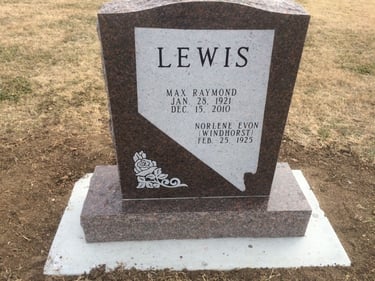 LEWIS
MAX RAYMOND
JAN. 28, 1921
DEC. 15, 2010
NORLENE EVON
(WINDHORST)
FEB. 25, 1925